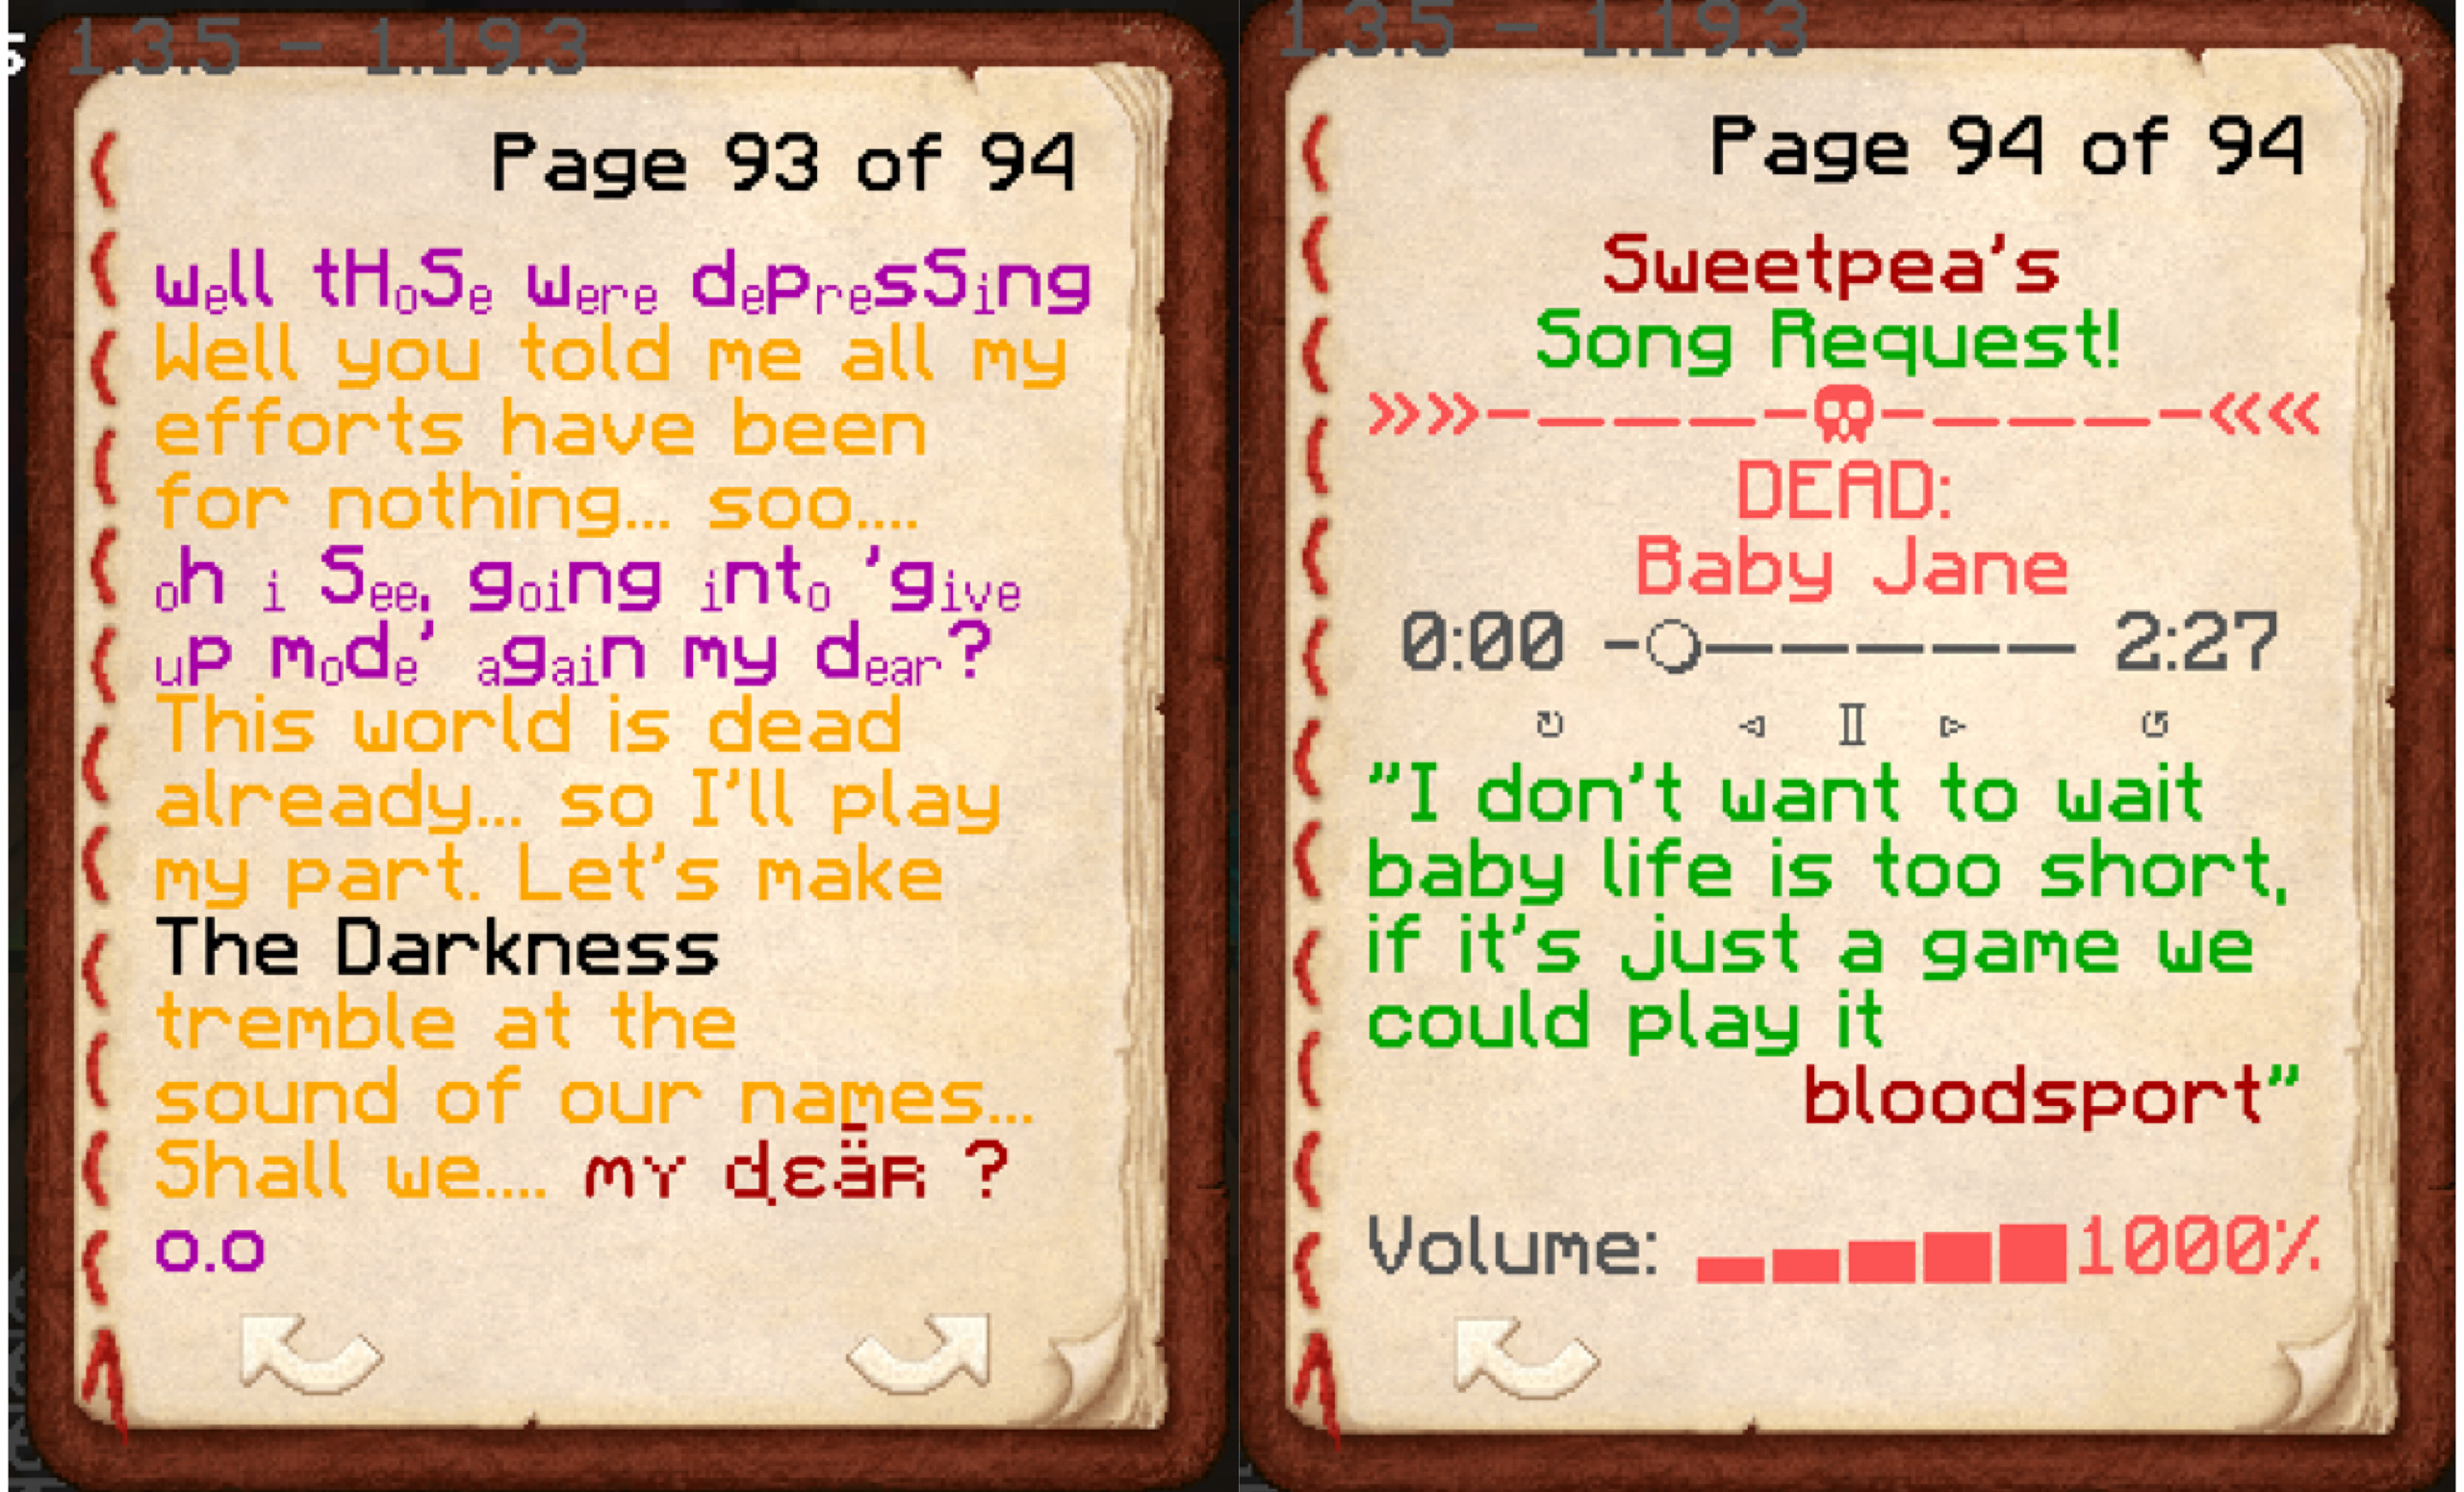 1.3.5 - 1.19.3
Page 93 of 94
wₑll tHₒSₑ wₑᵣₑ dₑpᵣₑsSᵢng
Well you told me all my
efforts have been
for nothing... soo....
ₒh ᵢ Sₑₑ, gₒᵢng ᵢntₒ 'gᵢᵥₑ
ᵤp mₒdₑ' ₐgₐᵢn my dₑₐᵣ?
This world is dead
already... so I'll play
my part. Let's make
The Darkness
tremble at the
sound of our names...
Shall we.... mʏ ḍɛǟʀ ?
o.o
1.3.5 - 1.19.3
Page 94 of 94
Sweetpea's
Song Request!
»»-———-☠-———-««
DEAD:
Baby Jane
0:00 -○————— 2:27
↻ ◅ II ▻ ↺
"I don't want to wait
baby life is too short,
if it's just a game we
could play it
bloodsport"
Volume: ▂▃▄▅▆1000%